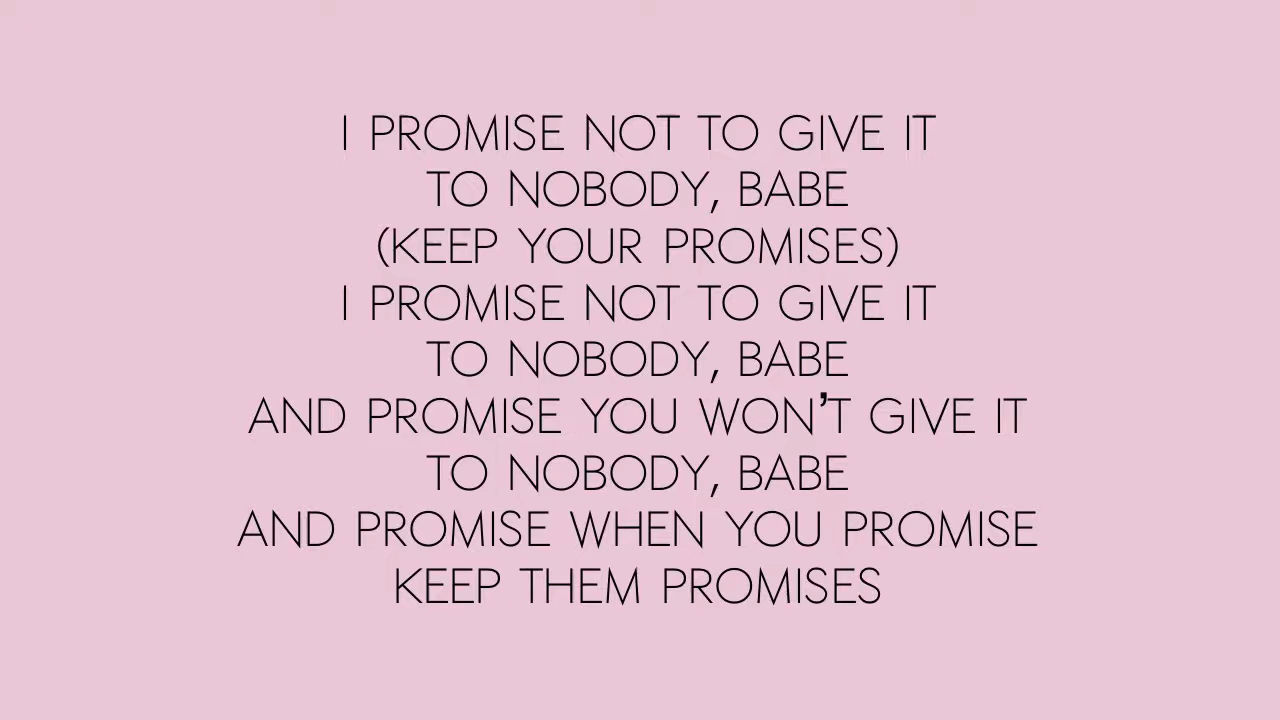 I PROMISE NOT TO GIVE IT
TO NOBODY, BABE
(KEEP YOUR PROMISES)
I PROMISE NOT TO GIVE IT
TO NOBODY, BABE
AND PROMISE YOU WON'T GIVE IT
TO NOBODY, BABE
AND PROMISE WHEN YOU PROMISE
KEEP THEM PROMISES